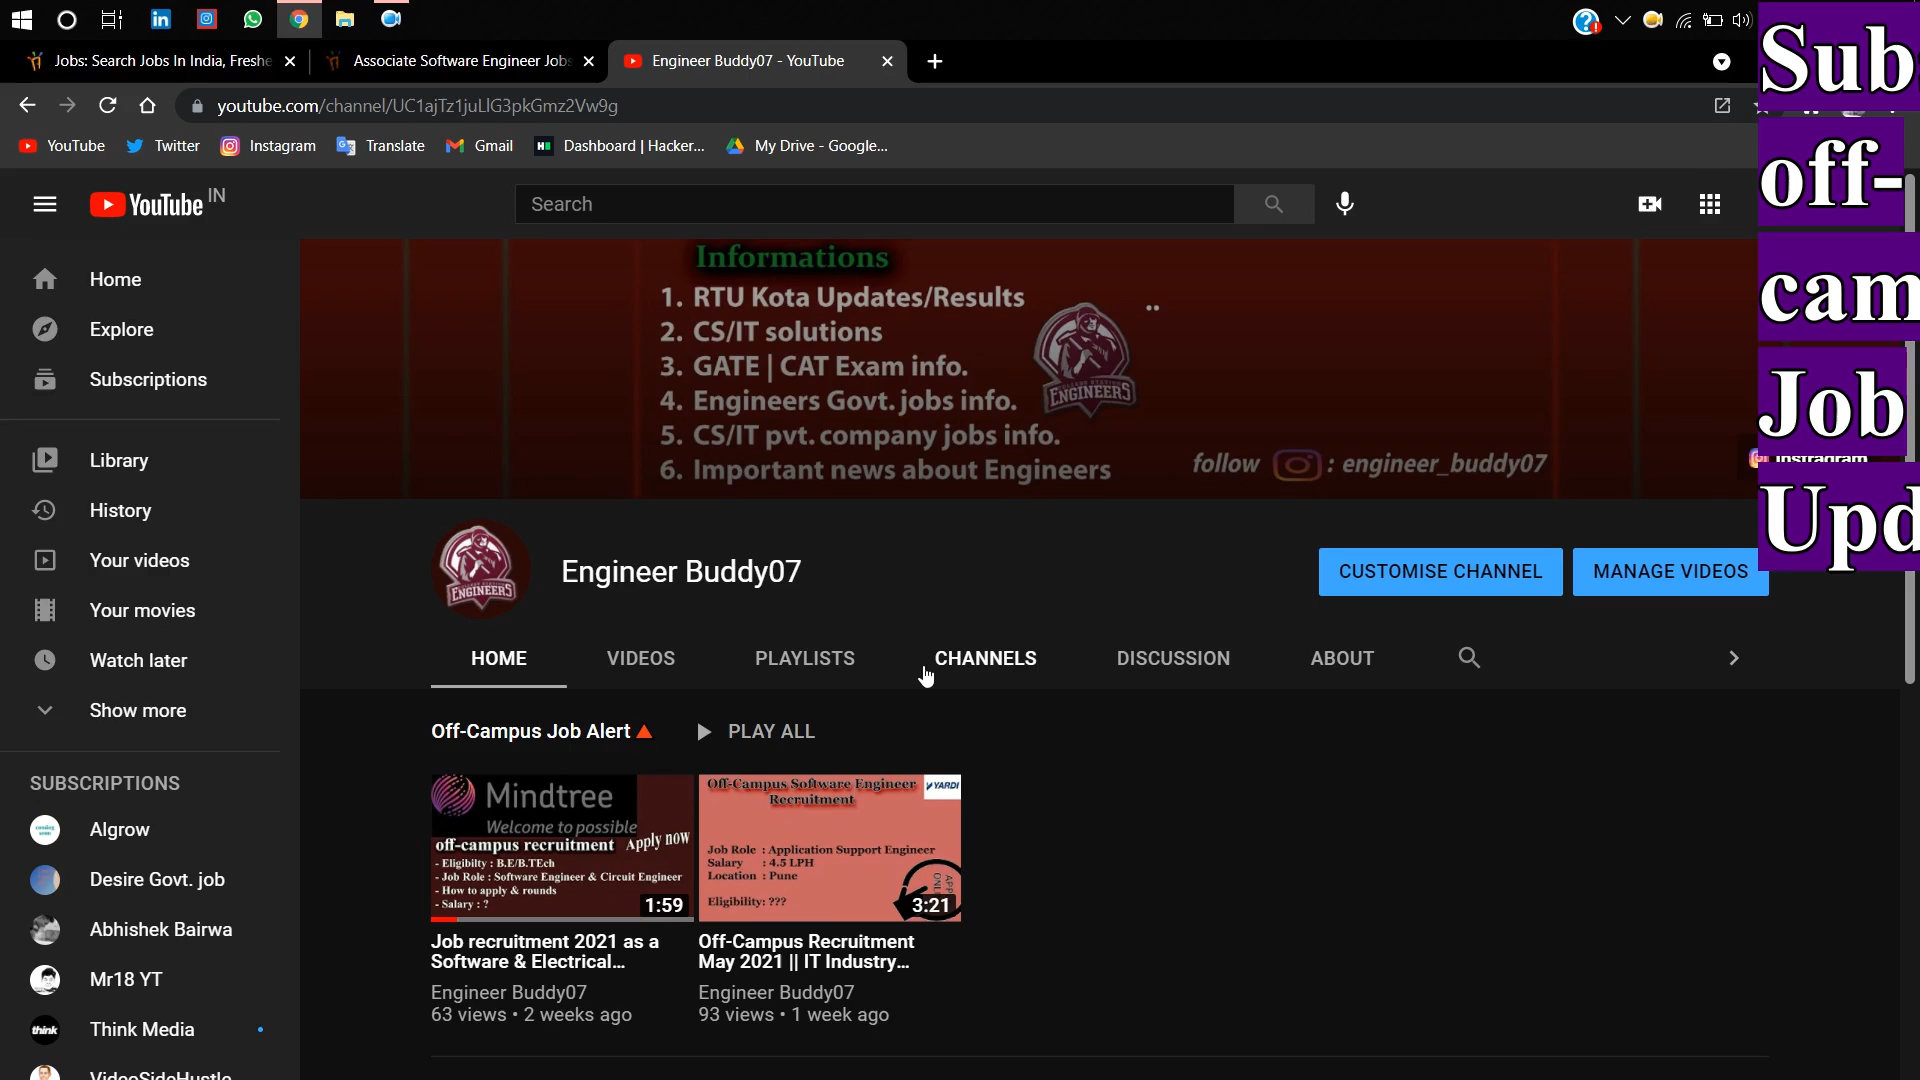 Jobs: Search Jobs In India, Freshe
Associate Software Engineer Jobs
Engineer Buddy07 - YouTube
youtube.com/channel/UC1ajTz1juLIG3pkGmz2Vw9g
YouTube
Twitter
Instagram
Translate
Gmail
Dashboard | Hacker...
My Drive - Google...
YouTube IN
Search
Home
Explore
Subscriptions
Library
History
Your videos
Your movies
Watch later
Show more
SUBSCRIPTIONS
Algrow
Desire Govt. job
Abhishek Bairwa
Mr18 YT
think
Think Media
VideoSideHustle
Informations
1. RTU Kota Updates/Results
2. CS/IT solutions
3. GATE | CAT Exam info.
4. Engineers Govt. jobs info.
5. CS/IT pvt. company jobs info.
6. Important news about Engineers
ENGINEERS
follow : engineer_buddy07
Instragram
ENGINEERS
Engineer Buddy07
CUSTOMISE CHANNEL
MANAGE VIDEOS
HOME
VIDEOS
PLAYLISTS
CHANNELS
DISCUSSION
ABOUT
Off-Campus Job Alert
PLAY ALL
Mindtree
Welcome to possible
off-campus recruitment Apply now
- Eligibilty : B.E/B.TEch
- Job Role : Software Engineer & Circuit Engineer
- How to apply & rounds
- Salary : ?
1:59
Job recruitment 2021 as a
Software & Electrical...
Engineer Buddy07
63 views • 2 weeks ago
Off-Campus Software Engineer
Recruitment
YARDI
Job Role : Application Support Engineer
Salary : 4.5 LPH
Location : Pune
Eligibility: ???
3:21
Off-Campus Recruitment
May 2021 || IT Industry...
Engineer Buddy07
93 views • 1 week ago
Sub
off-
cam
Job
Upd